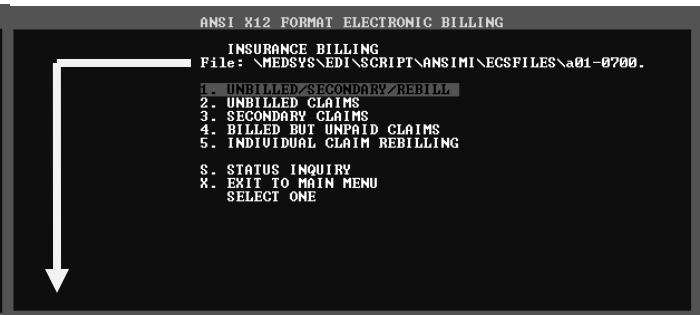 ANSI X12 FORMAT ELECTRONIC BILLING
INSURANCE BILLING
File: \MEDSYS\EDI\SCRIPT\ANSIMI\ECSFILES\a01-0700.
1. UNBILLED/SECONDARY/REBILL
2. UNBILLED CLAIMS
3. SECONDARY CLAIMS
4. BILLED BUT UNPAID CLAIMS
5. INDIVIDUAL CLAIM REBILLING
S. STATUS INQUIRY
X. EXIT TO MAIN MENU
SELECT ONE